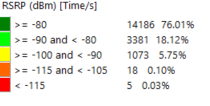 RSRP (dBm) [Time/s]
>= -80 14186 76.01%
>= -90 and < -80 3381 18.12%
>= -100 and < -90 1073 5.75%
>= -115 and < -105 18 0.10%
< -115 5 0.03%